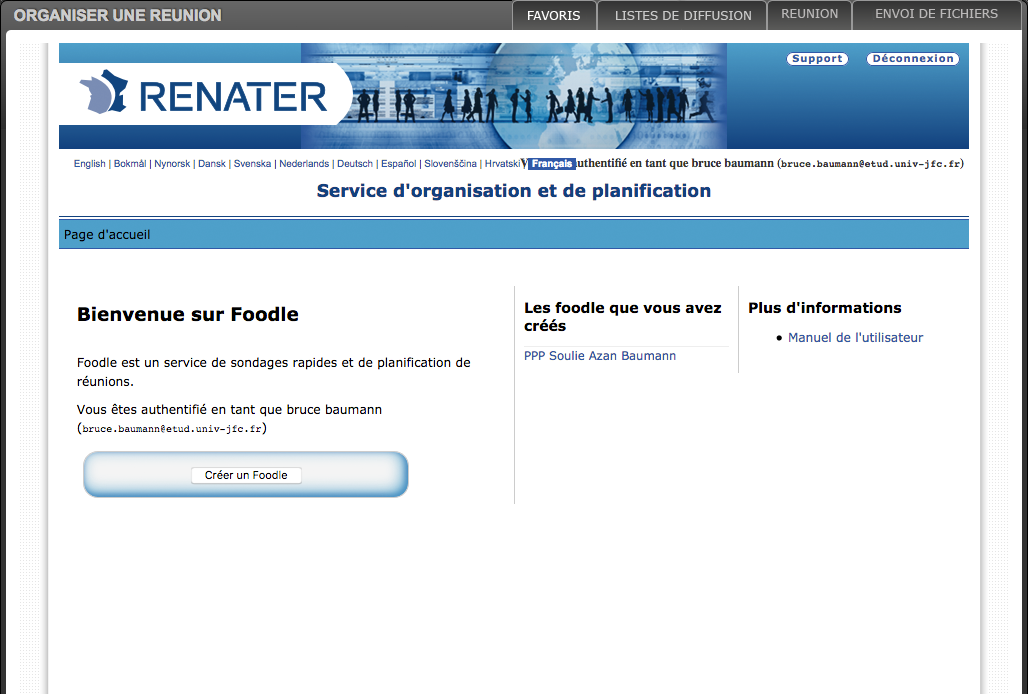 ORGANISER UNE REUNION
FAVORIS
LISTES DE DIFFUSION
REUNION
ENVOI DE FICHIERS
RENATER
Support
Déconnexion
English | Bokmål | Nynorsk | Dansk | Svenska | Nederlands | Deutsch | Español | Slovenščina | Hrvatski Français authentifié en tant que bruce baumann (bruce.baumann@etud.univ-jfc.fr)
Service d'organisation et de planification
Page d'accueil
Bienvenue sur Foodle
Foodle est un service de sondages rapides et de planification de
réunions.
Vous êtes authentifié en tant que bruce baumann
(bruce.baumann@etud.univ-jfc.fr)
Créer un Foodle
Les foodle que vous avez
créés
PPP Soulie Azan Baumann
Plus d'informations
• Manuel de l'utilisateur